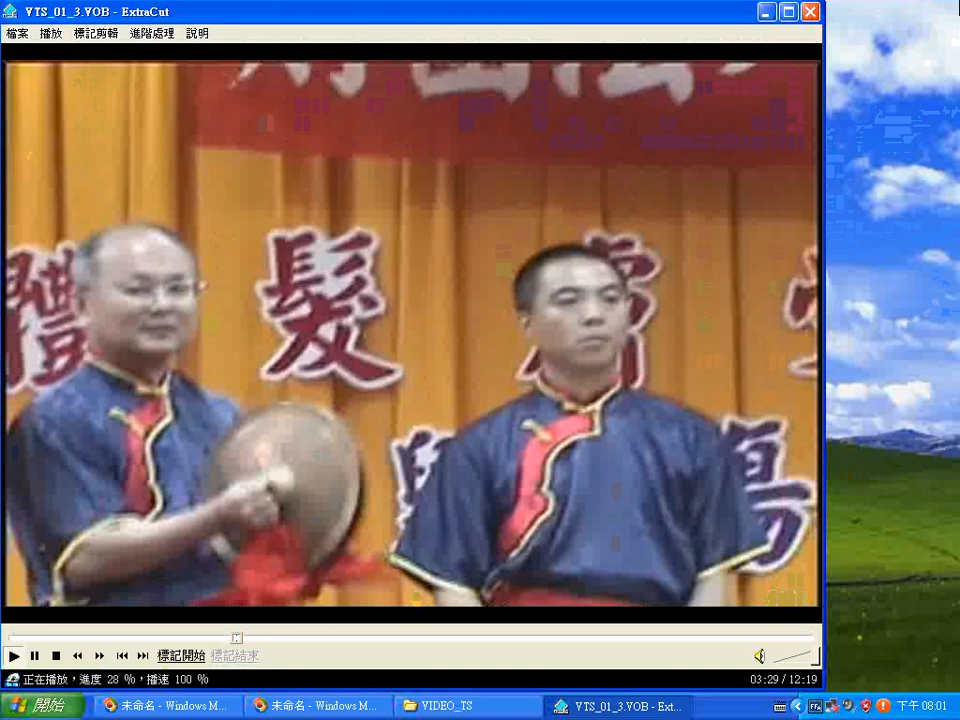 VTS_01_3.VOB - ExtraCut
檔案 播放 標記剪輯 進階處理 說明
體 髮
標記開始 標記結束
正在播放，進度 28 %，播速 100 %
03:29 / 12:19
開始
未命名 - Windows M...
未命名 - Windows M...
VIDEO_TS
VTS_01_3.VOB - Ext...
下午 08:01